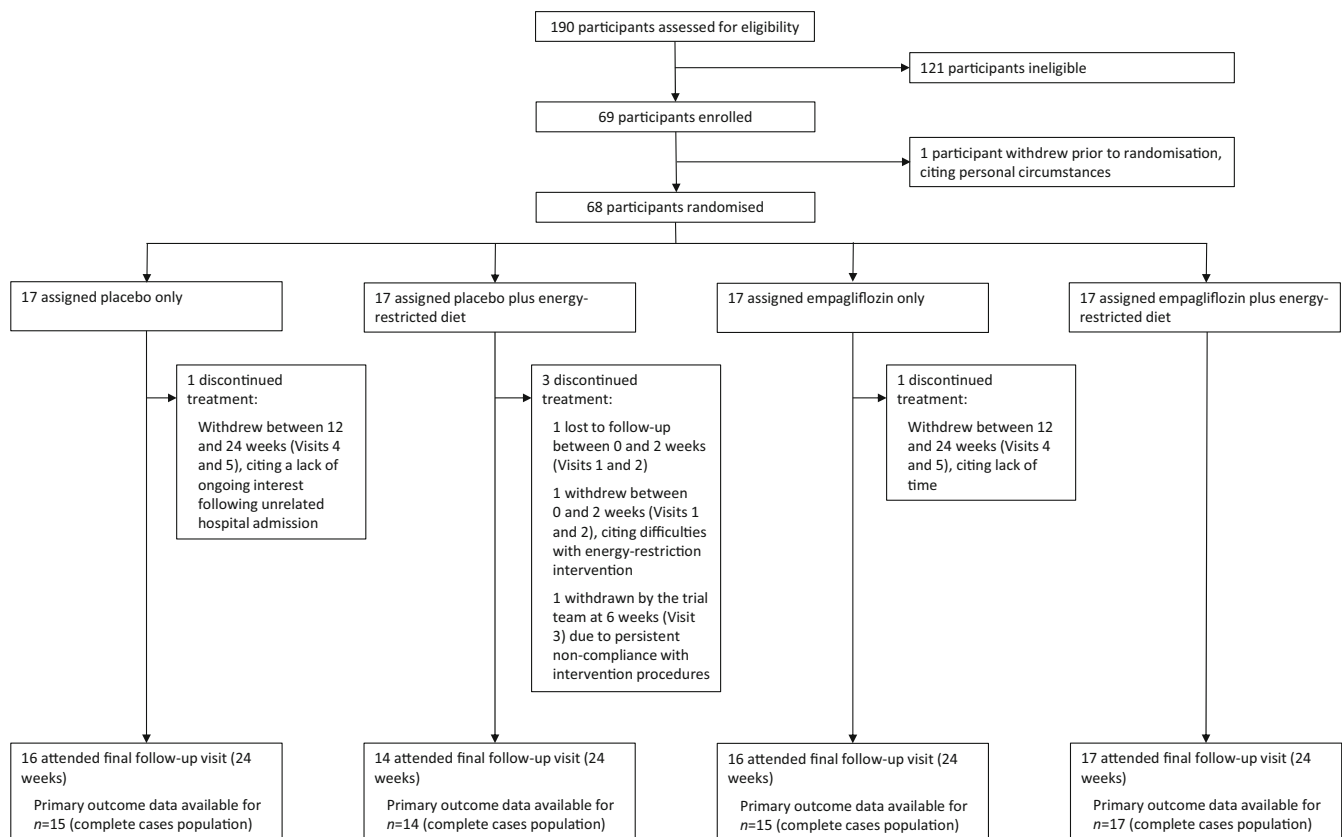 190 participants assessed for eligibility
121 participants ineligible
69 participants enrolled
1 participant withdrew prior to randomisation,
citing personal circumstances
68 participants randomised
17 assigned placebo only
17 assigned placebo plus energy-
restricted diet
17 assigned empagliflozin only
17 assigned empagliflozin plus energy-
restricted diet
1 discontinued
treatment:
Withdrew between 12
and 24 weeks (Visits 4
and 5), citing a lack of
ongoing interest
following unrelated
hospital admission
3 discontinued
treatment:
1 lost to follow-up
between 0 and 2 weeks
(Visits 1 and 2)
1 withdrew between
0 and 2 weeks (Visits 1
and 2), citing difficulties
with energy-restriction
intervention
1 withdrawn by the trial
team at 6 weeks (Visit
3) due to persistent
non-compliance with
intervention procedures
1 discontinued
treatment:
Withdrew between 12
and 24 weeks (Visits 4
and 5), citing lack of
time
16 attended final follow-up visit (24
weeks)
Primary outcome data available for
n=15 (complete cases population)
14 attended final follow-up visit (24
weeks)
Primary outcome data available for
n=14 (complete cases population)
16 attended final follow-up visit (24
weeks)
Primary outcome data available for
n=15 (complete cases population)
17 attended final follow-up visit (24
weeks)
Primary outcome data available for
n=17 (complete cases population)